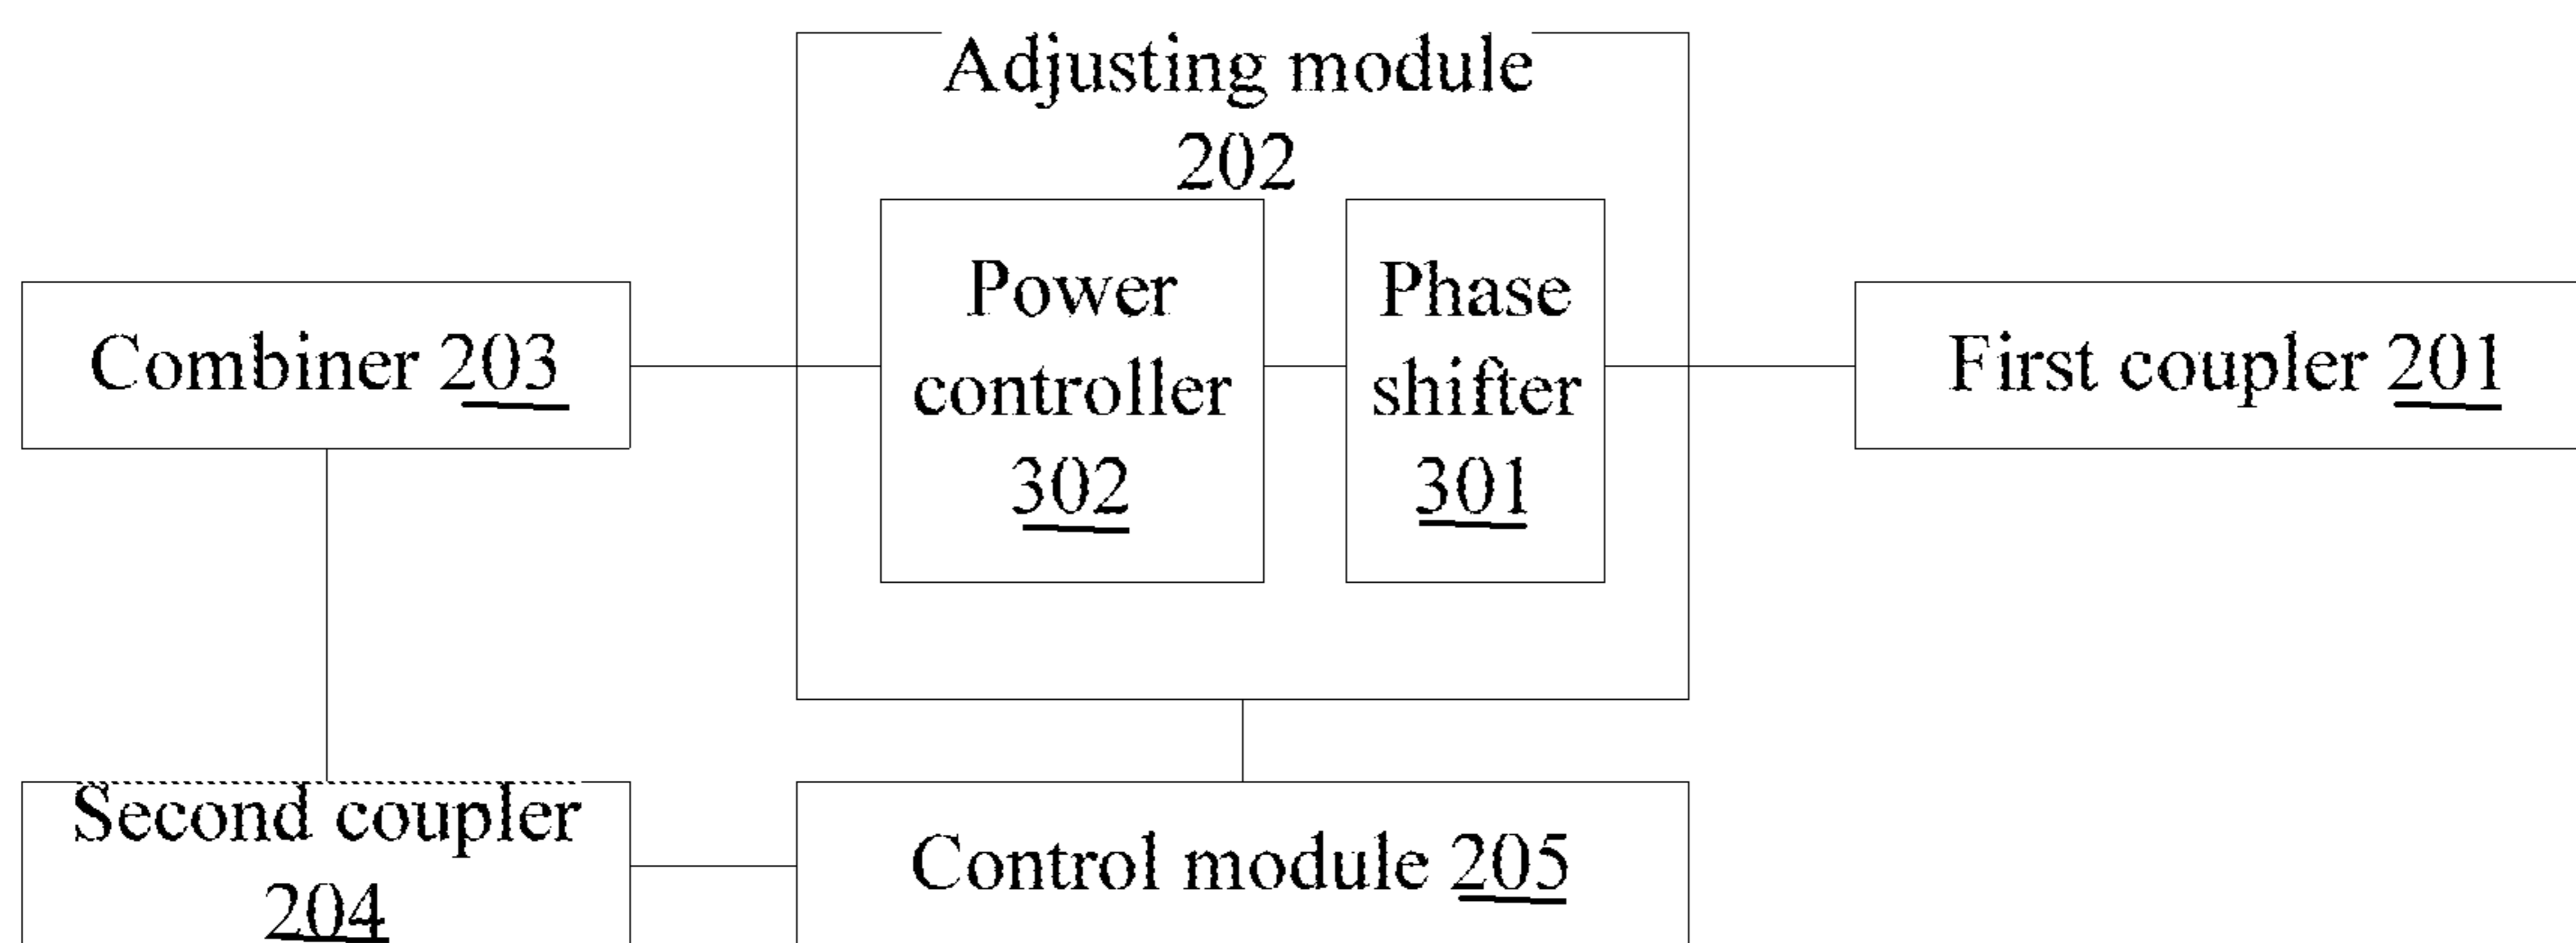 Adjusting module
202
Combiner 203
Power
controller
302
Phase
shifter
301
First coupler 201
Second coupler
204
Control module 205